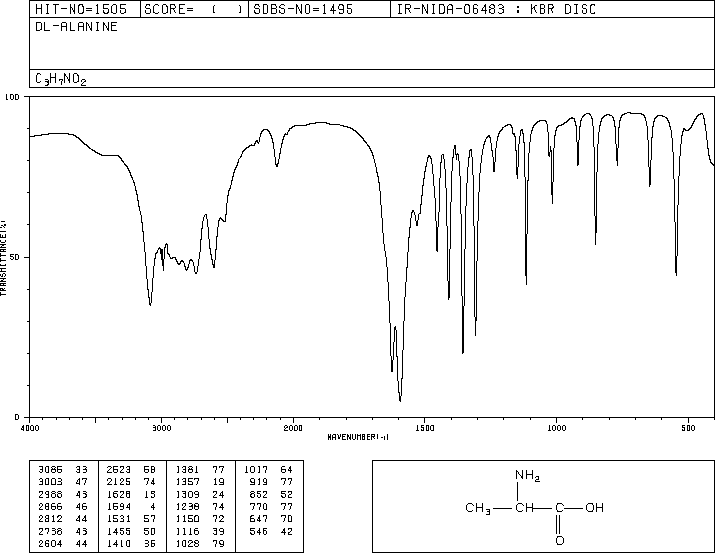 HIT-NO=1505 SCORE= ( ) SDBS-NO=1495 IR-NIDA-06483 : KBR DISC
DL-ALANINE
C3H7NO2
100
TRANSMITTANCE(%)
50
0
4000 3000 2000 1500 1000 500
WAVENUMBER(-1)
3085 33 2523 58 1381 77 1017 64
3003 47 2125 74 1357 19 919 77
2988 43 1628 13 1309 24 852 52
2866 46 1594 4 1238 74 770 77
2812 44 1531 57 1150 72 647 70
2738 43 1455 50 1116 39 546 42
2604 44 1410 36 1028 79
NH2
CH3 CH C OH
O